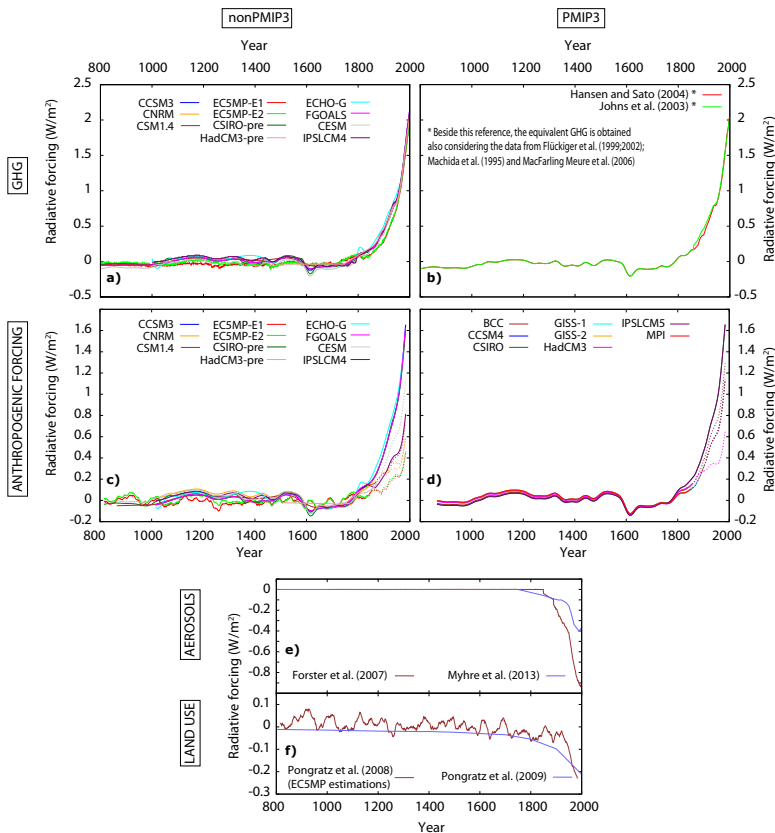 nonPMIP3 PMIP3
Year Year
800 1000 1200 1400 1600 1800 2000 800 1000 1200 1400 1600 1800 2000
GHG
Radiative forcing (W/m²)
2.5
2
1.5
1
0.5
0
-0.5
CCSM3 EC5MP-E1 ECHO-G
CNRM EC5MP-E2 FGOALS
CSM1.4 CSIRO-pre CESM
HadCM3-pre IPSLCM4
a)
Hansen and Sato (2004) *
Johns et al. (2003) *
* Beside this reference, the equivalent GHG is obtained
also considering the data from Flückiger et al. (1999;2002);
Machida et al. (1995) and MacFarling Meure et al. (2006)
b)
Radiative forcing (W/m²)
ANTHROPOGENIC FORCING
Radiative forcing (W/m²)
1.6
1.4
1.2
1
0.8
0.6
0.4
0.2
0
-0.2
CCSM3 EC5MP-E1 ECHO-G
CNRM EC5MP-E2 FGOALS
CSM1.4 CSIRO-pre CESM
HadCM3-pre IPSLCM4
c)
BCC GISS-1 IPSLCM5
CCSM4 GISS-2 MPI
CSIRO HadCM3
d)
Radiative forcing (W/m²)
800 1000 1200 1400 1600 1800 2000 800 1000 1200 1400 1600 1800 2000
Year Year
AEROSOLS
Radiative forcing (W/m²)
0
-0.2
-0.4
-0.6
-0.8
e)
Forster et al. (2007) Myhre et al. (2013)
LAND USE
0.1
0
-0.1
-0.2
-0.3
f)
Pongratz et al. (2008) Pongratz et al. (2009)
(EC5MP estimations)
800 1000 1200 1400 1600 1800 2000
Year